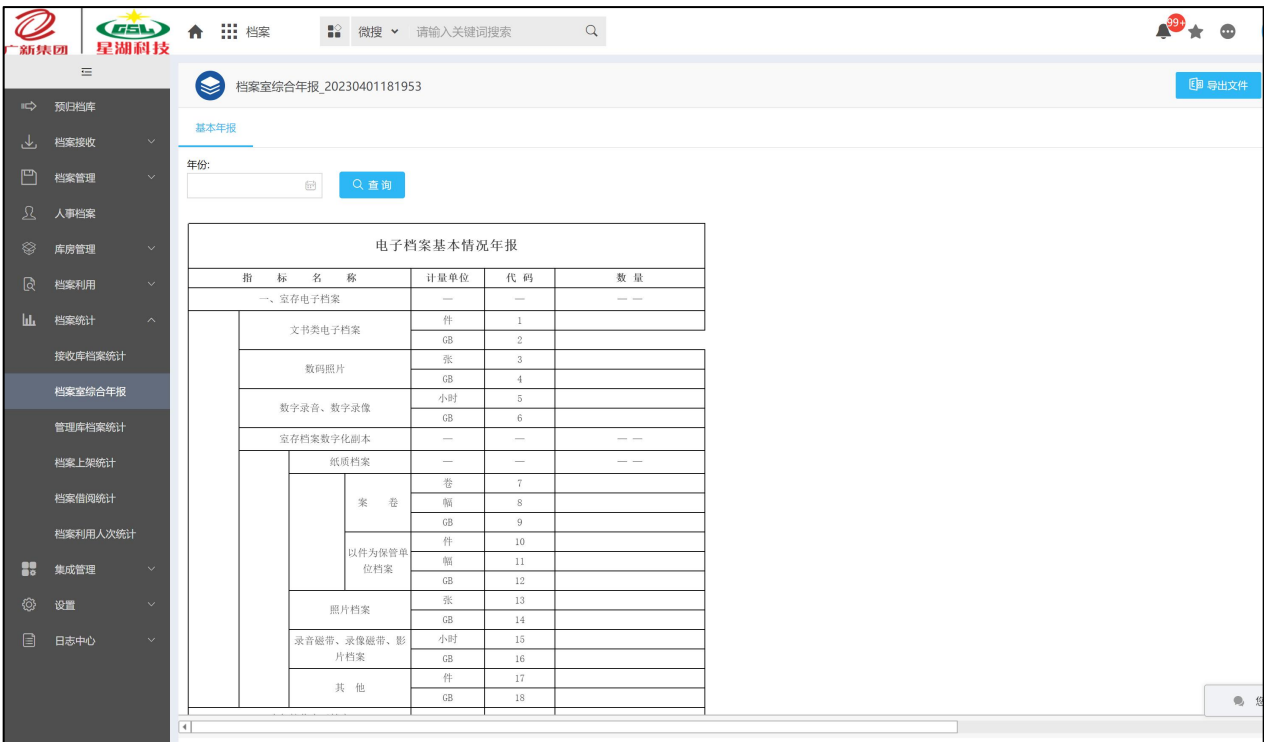 广新集团
GSL
星湖科技
档案
微搜
请输入关键词搜索
99+
预归档库
档案接收
档案管理
人事档案
库房管理
档案利用
档案统计
接收库档案统计
档案室综合年报
管理库档案统计
档案上架统计
档案借阅统计
档案利用人次统计
集成管理
设置
日志中心
档案室综合年报_20230401181953
导出文件
基本年报
年份:
查询
电子档案基本情况年报
指 标 名 称 计量单位 代 码 数 量
一、室存电子档案 — — — —
文书类电子档案 件 1
GB 2
数码照片 张 3
GB 4
数字录音、数字录像 小时 5
GB 6
室存档案数字化副本 — — — —
纸质档案 — — — —
案 卷 卷 7
幅 8
GB 9
以件为保管单
位档案 件 10
幅 11
GB 12
照片档案 张 13
GB 14
录音磁带、录像磁带、影
片档案 小时 15
GB 16
其 他 件 17
GB 18